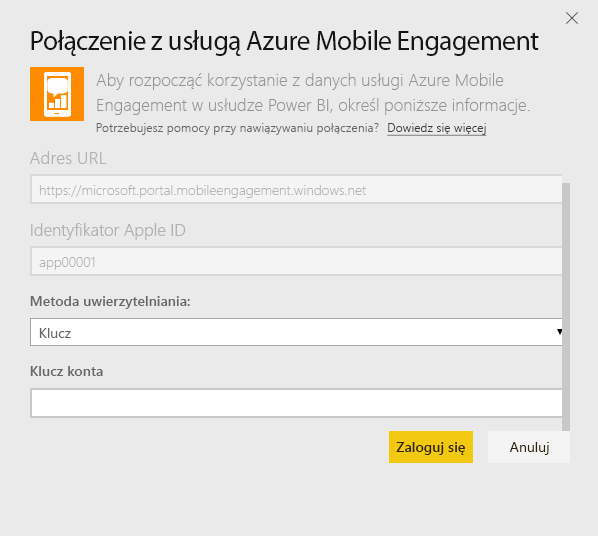 Połączenie z usługą Azure Mobile Engagement
Aby rozpocząć korzystanie z danych usługi Azure Mobile
Engagement w usłudze Power BI, określ poniższe informacje.
Potrzebujesz pomocy przy nawiązywaniu połączenia? Dowiedz się więcej
Adres URL
https://microsoft.portal.mobileengagement.windows.net
Identyfikator Apple ID
app00001
Metoda uwierzytelniania:
Klucz
Klucz konta
Zaloguj się
Anuluj